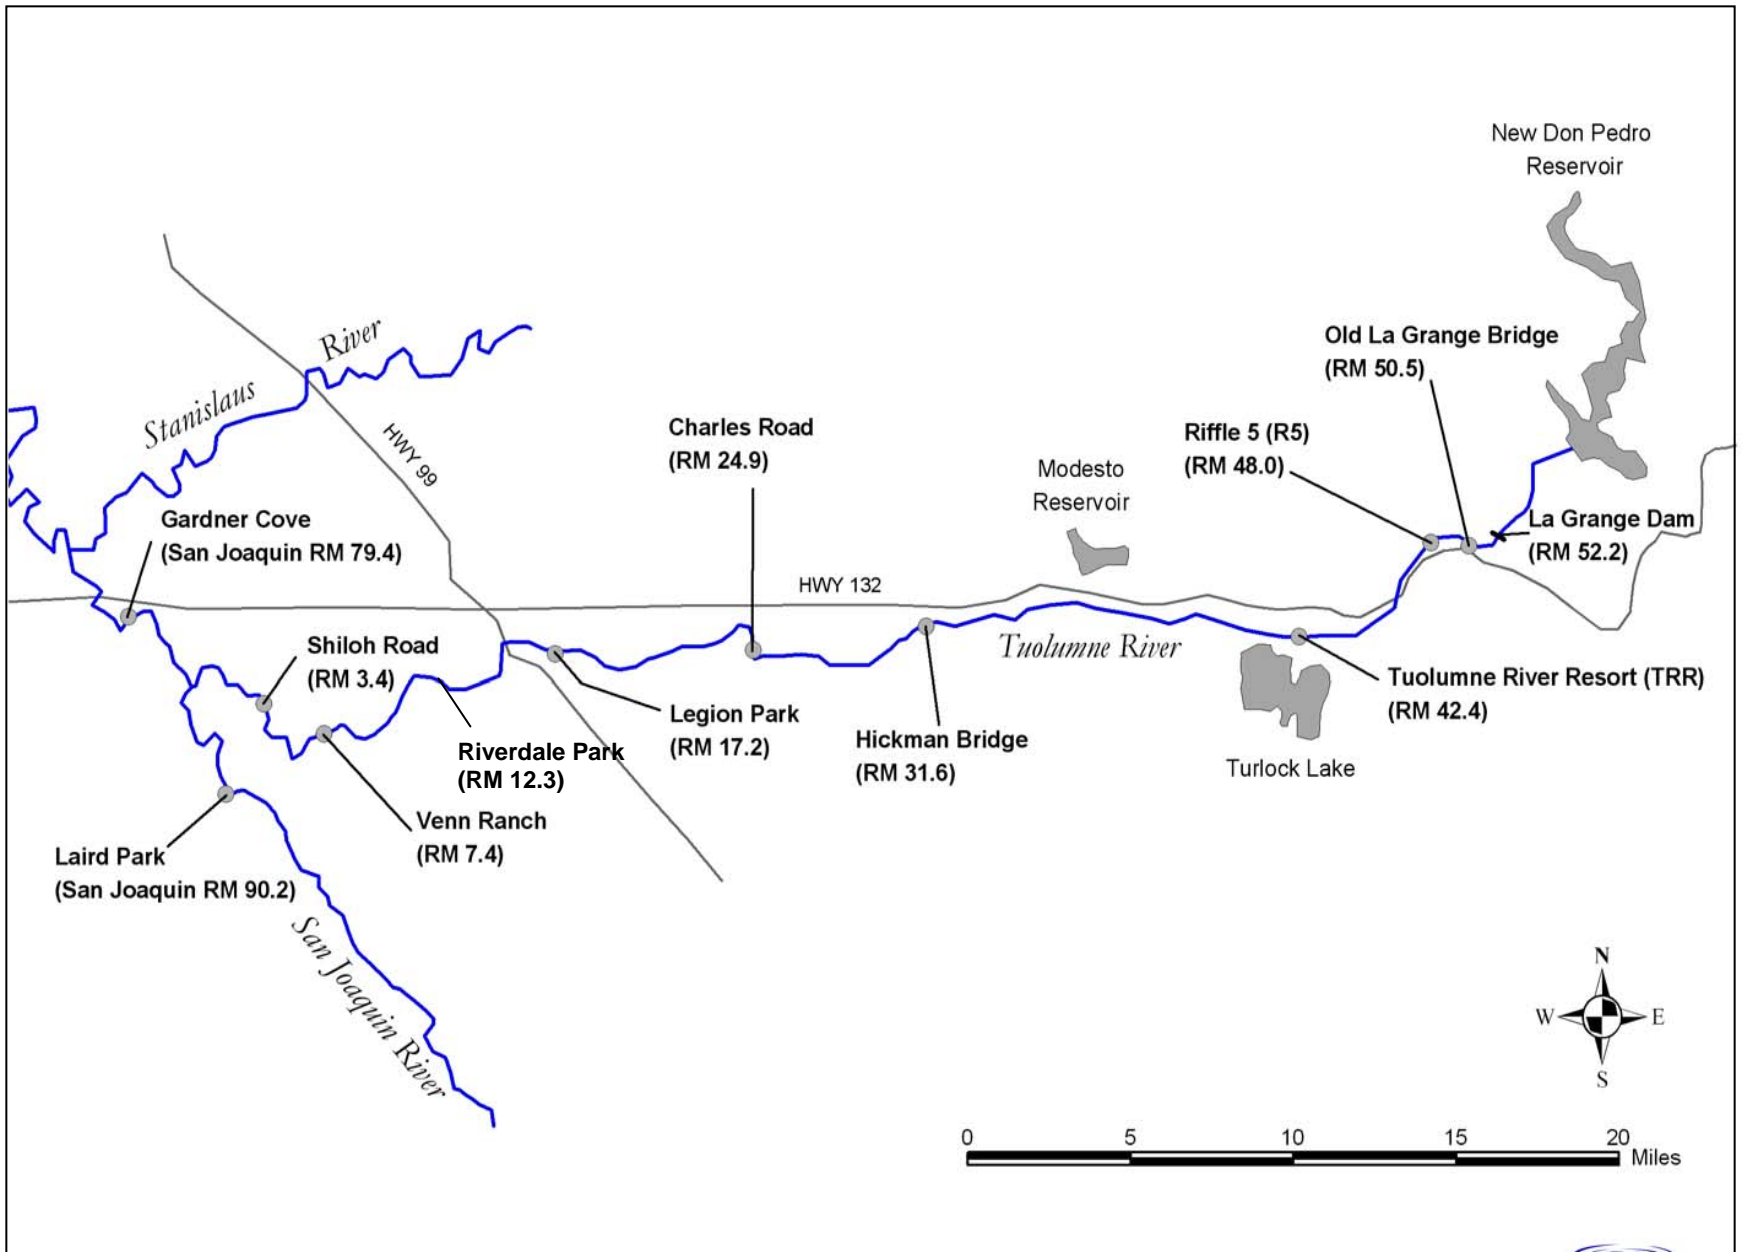 New Don Pedro
Reservoir
Old La Grange Bridge
(RM 50.5)
River
Stanislaus
HWY 99
Charles Road
(RM 24.9)
Riffle 5 (R5)
(RM 48.0)
Modesto
Reservoir
Gardner Cove
(San Joaquin RM 79.4)
La Grange Dam
(RM 52.2)
HWY 132
Shiloh Road
(RM 3.4)
Tuolumne River
Tuolumne River Resort (TRR)
(RM 42.4)
Legion Park
(RM 17.2)
Hickman Bridge
(RM 31.6)
Riverdale Park
(RM 12.3)
Turlock Lake
Venn Ranch
(RM 7.4)
Laird Park
(San Joaquin RM 90.2)
San Joaquin River
N
W E
S
0 5 10 15 20
Miles